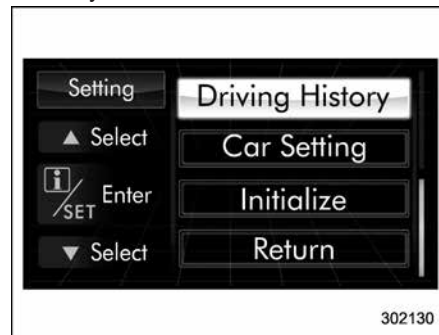 Setting
Driving History
▲ Select
Car Setting
i/SET Enter
Initialize
▼ Select
Return
302130